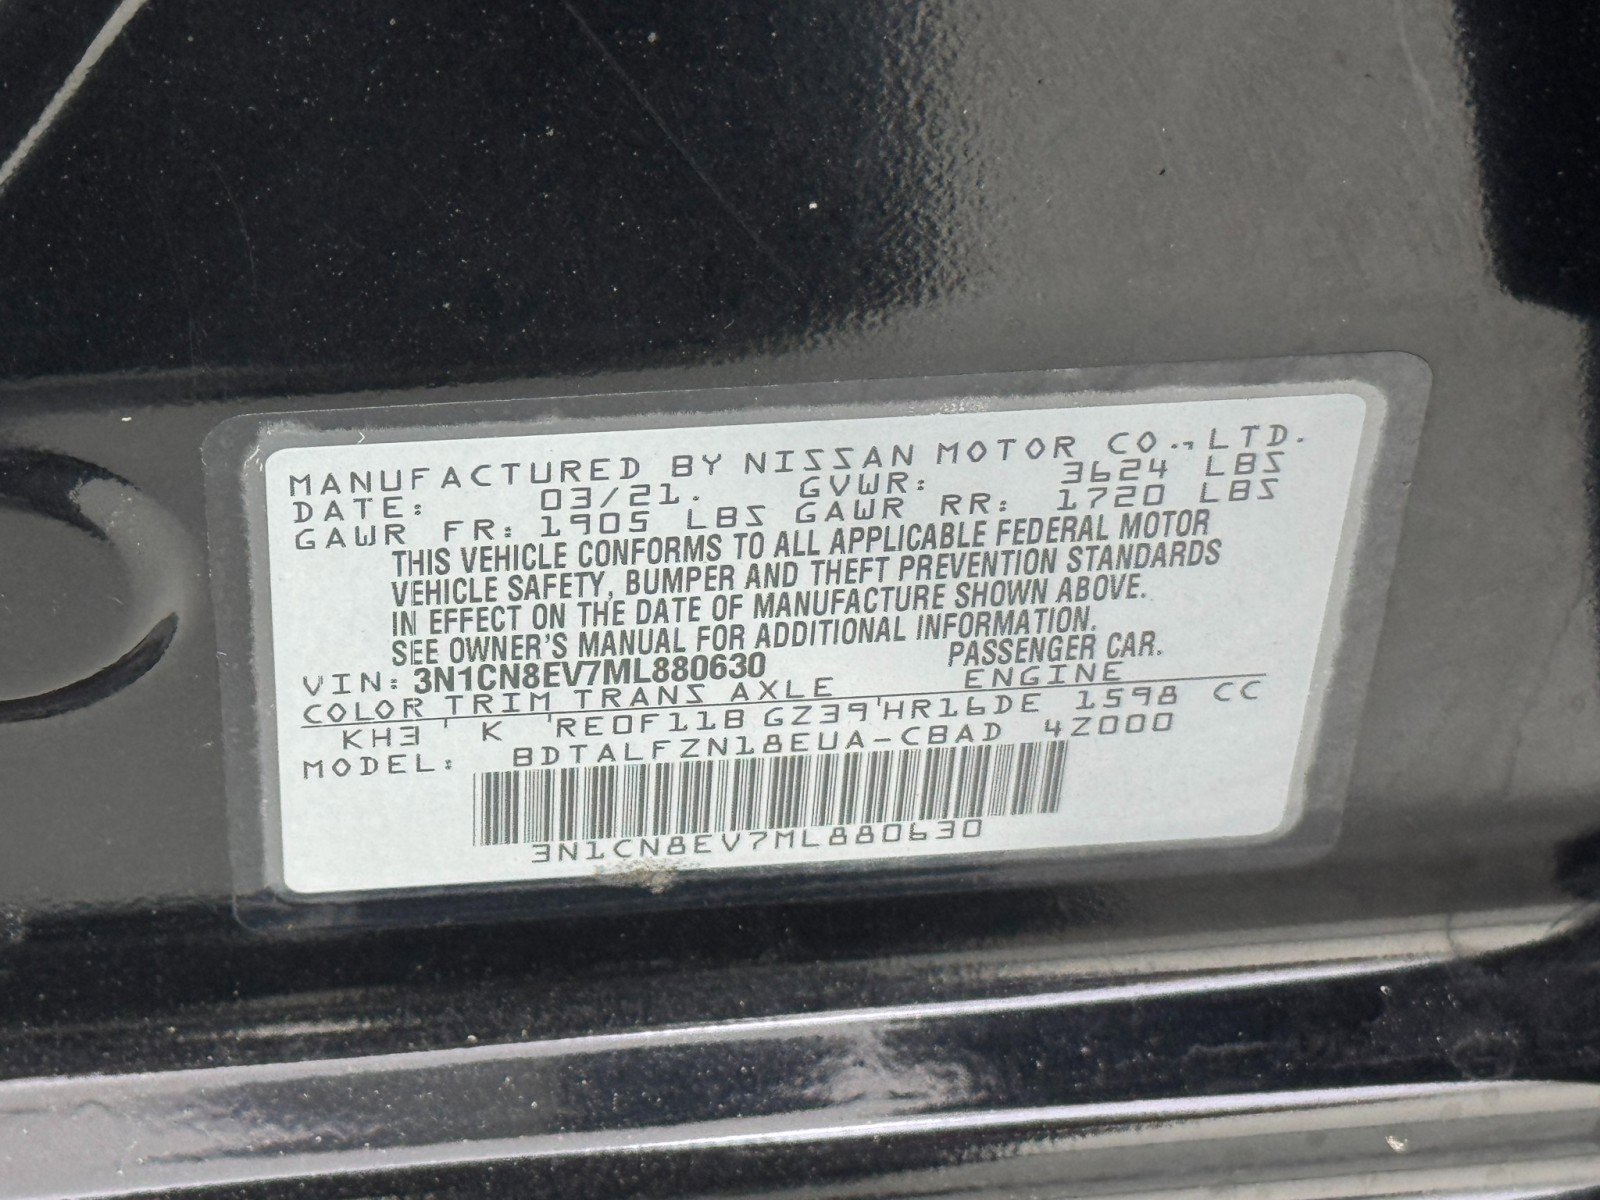 MANUFACTURED BY NISSAN MOTOR CO.,LTD.
DATE: 03/21. GVWR: 3624 LBS
GAWR FR: 1905 LBS GAWR RR: 1720 LBS
THIS VEHICLE CONFORMS TO ALL APPLICABLE FEDERAL MOTOR
VEHICLE SAFETY, BUMPER AND THEFT PREVENTION STANDARDS
IN EFFECT ON THE DATE OF MANUFACTURE SHOWN ABOVE.
SEE OWNER'S MANUAL FOR ADDITIONAL INFORMATION.
VIN: 3N1CN8EV7ML880630 PASSENGER CAR.
COLOR TRIM TRANS AXLE ENGINE
KH3 K RE0F11B GZ39 HR16DE 1598 CC
MODEL: BDTALFZN18EUA-CBAD 4Z000
3N1CN8EV7ML880630